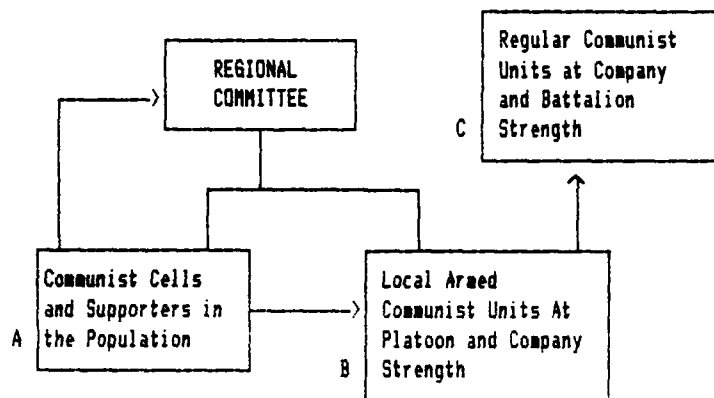 REGIONAL
COMMITTEE
Regular Communist
Units at Company
and Battalion
C Strength
Communist Cells
and Supporters in
A the Population
Local Armed
Communist Units At
Platoon and Company
B Strength